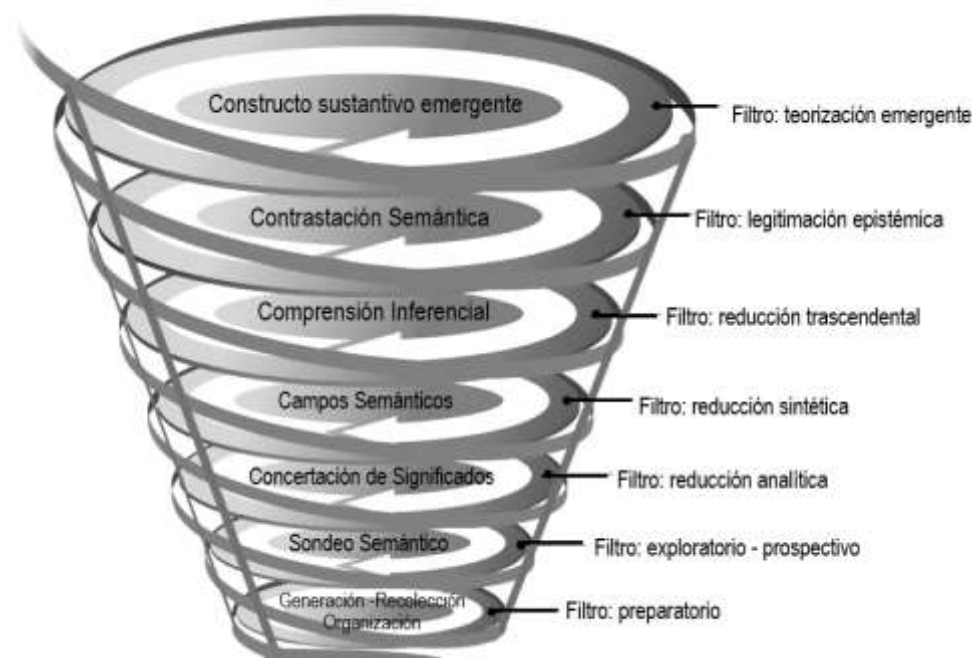 Constructo sustantivo emergente
Filtro: teorización emergente
Contrastación Semántica
Filtro: legitimación epistémica
Comprensión Inferencial
Filtro: reducción trascendental
Campos Semánticos
Filtro: reducción sintética
Concertación de Significados
Filtro: reducción analítica
Sondeo Semántico
Filtro: exploratorio - prospectivo
Generación -Recolección
Organización
Filtro: preparatorio